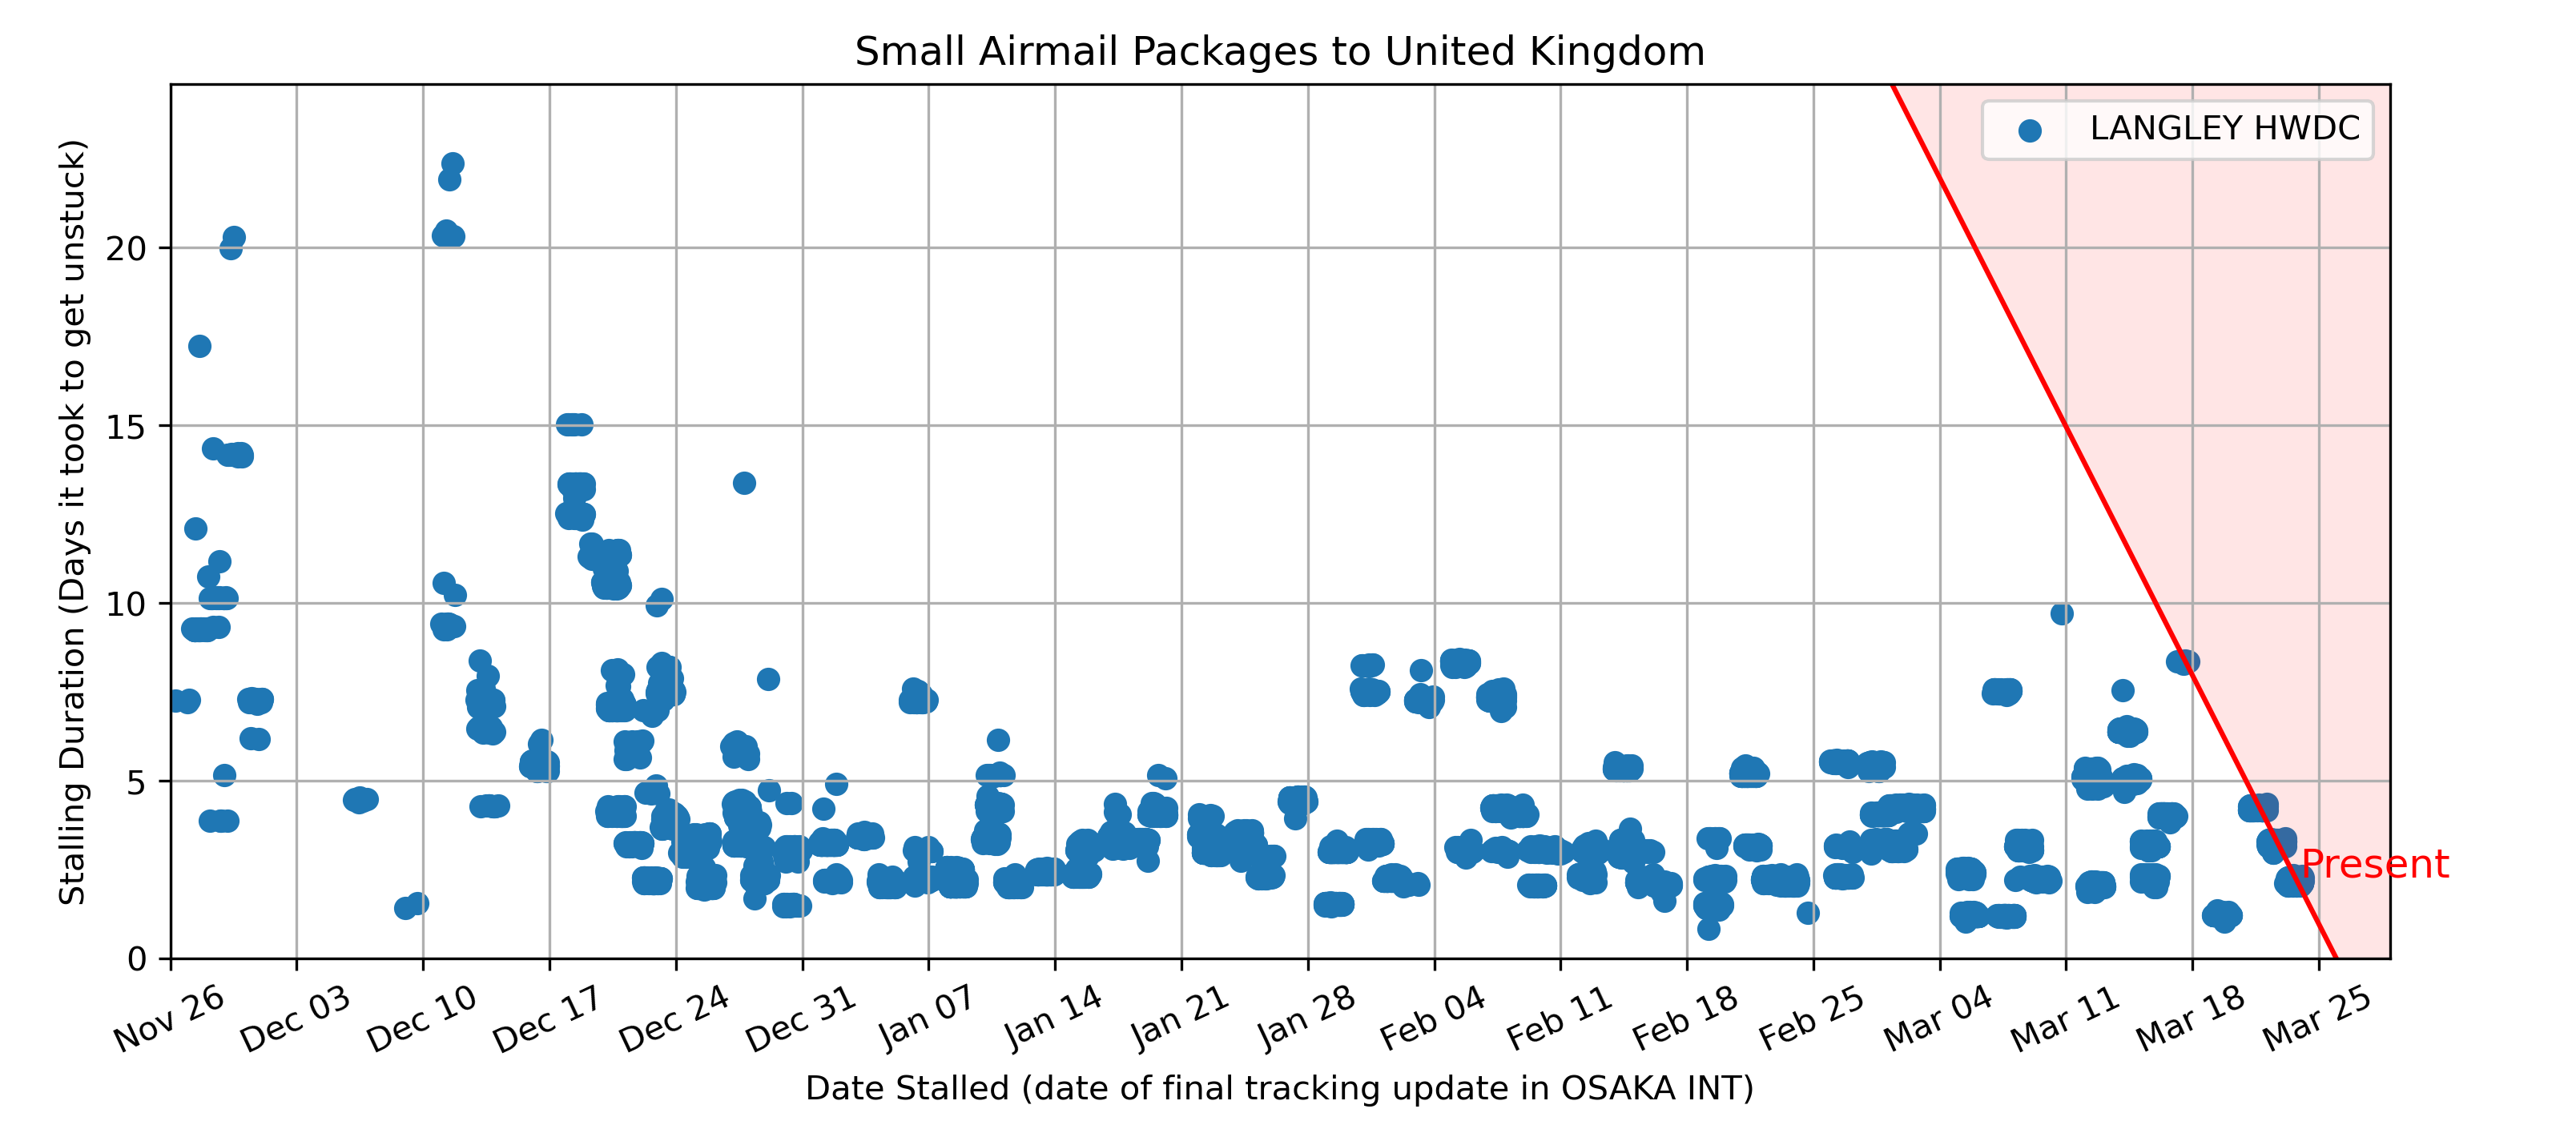 Small Airmail Packages to United Kingdom
LANGLEY HWDC
Stalling Duration (Days it took to get unstuck)
20
15
10
5
0
Present
Nov 26 Dec 03 Dec 10 Dec 17 Dec 24 Dec 31 Jan 07 Jan 14 Jan 21 Jan 28 Feb 04 Feb 11 Feb 18 Feb 25 Mar 04 Mar 11 Mar 18 Mar 25
Date Stalled (date of final tracking update in OSAKA INT)